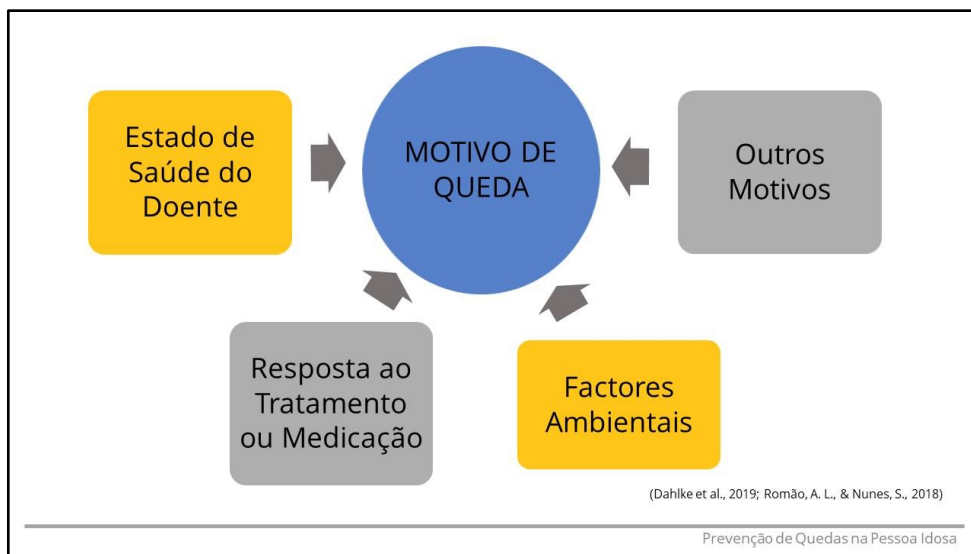 Estado de
Saúde do
Doente
MOTIVO DE
QUEDA
Outros
Motivos
Resposta ao
Tratamento
ou Medicação
Factores
Ambientais
(Dahlke et al., 2019; Romão, A. L., & Nunes, S., 2018)
Prevenção de Quedas na Pessoa Idosa